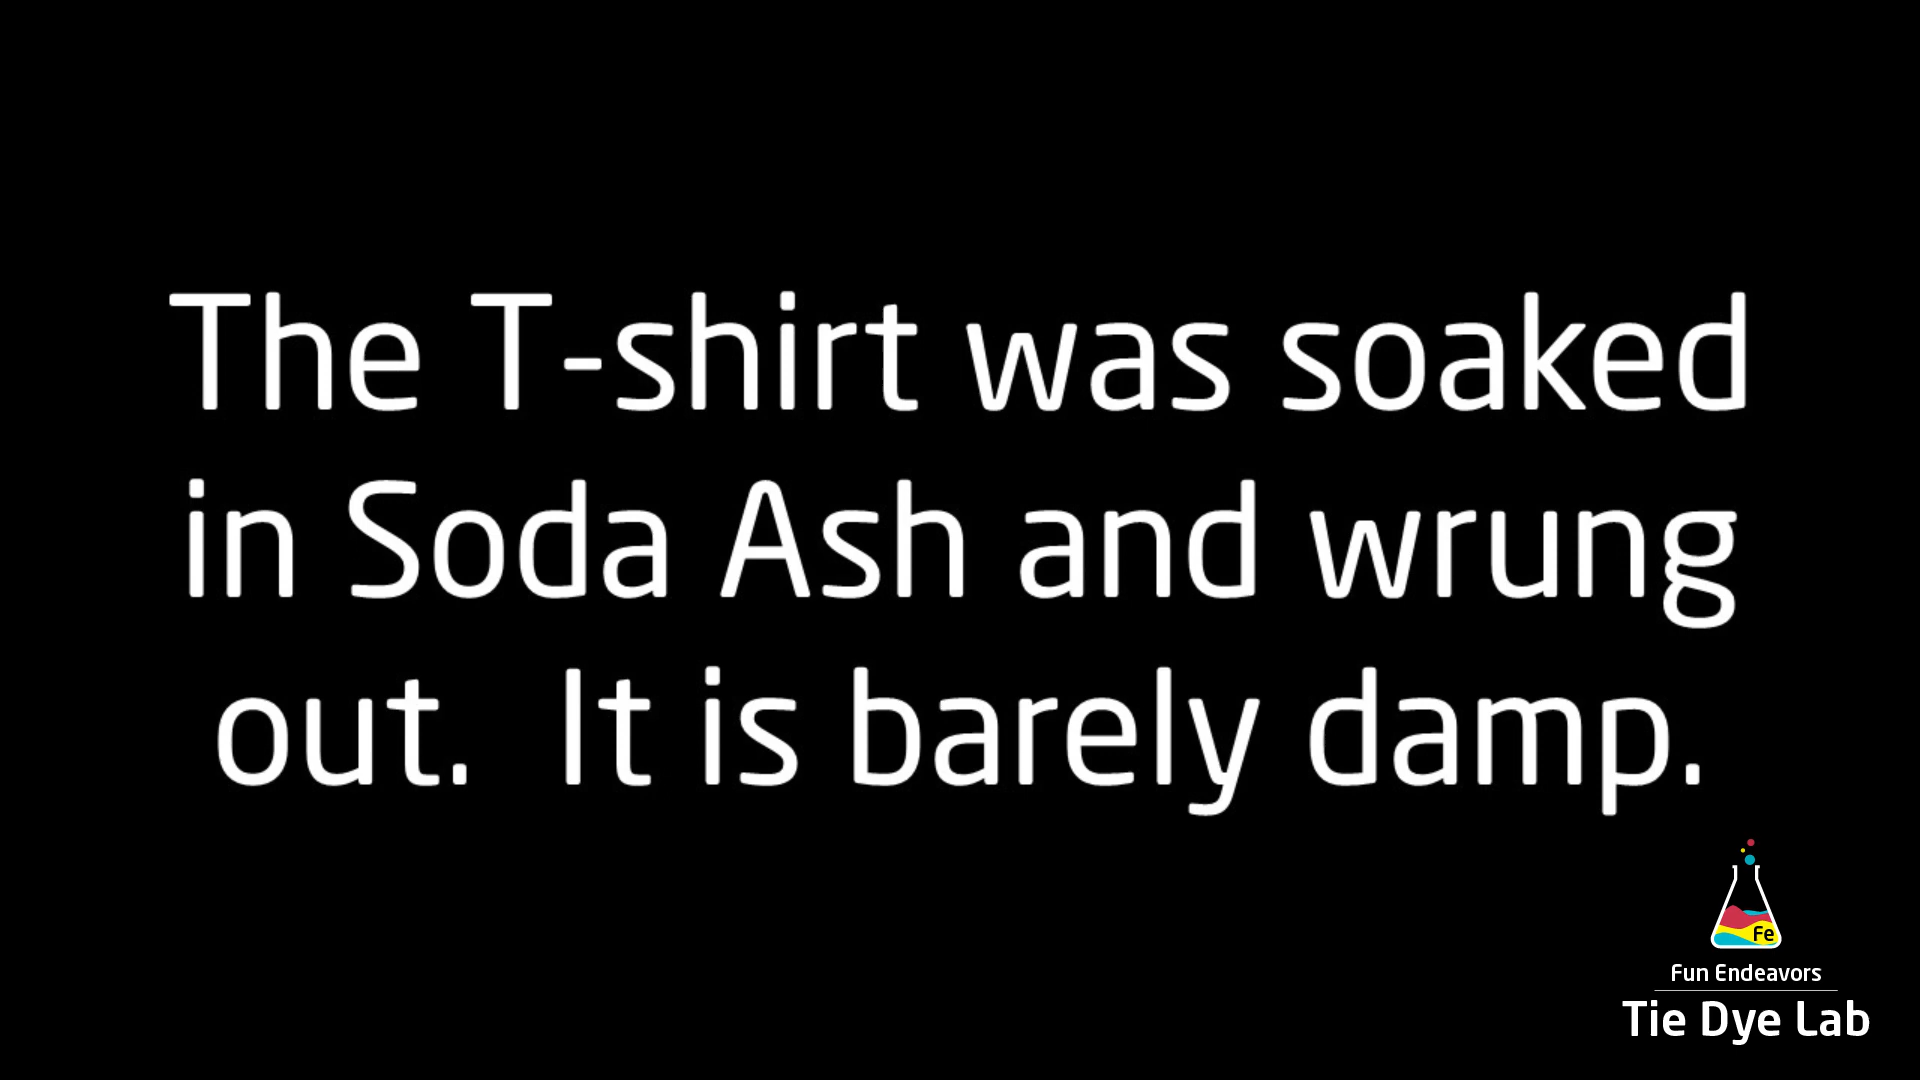 The T-shirt was soaked
in Soda Ash and wrung
out.  It is barely damp.
Fe
Fun Endeavors
Tie Dye Lab